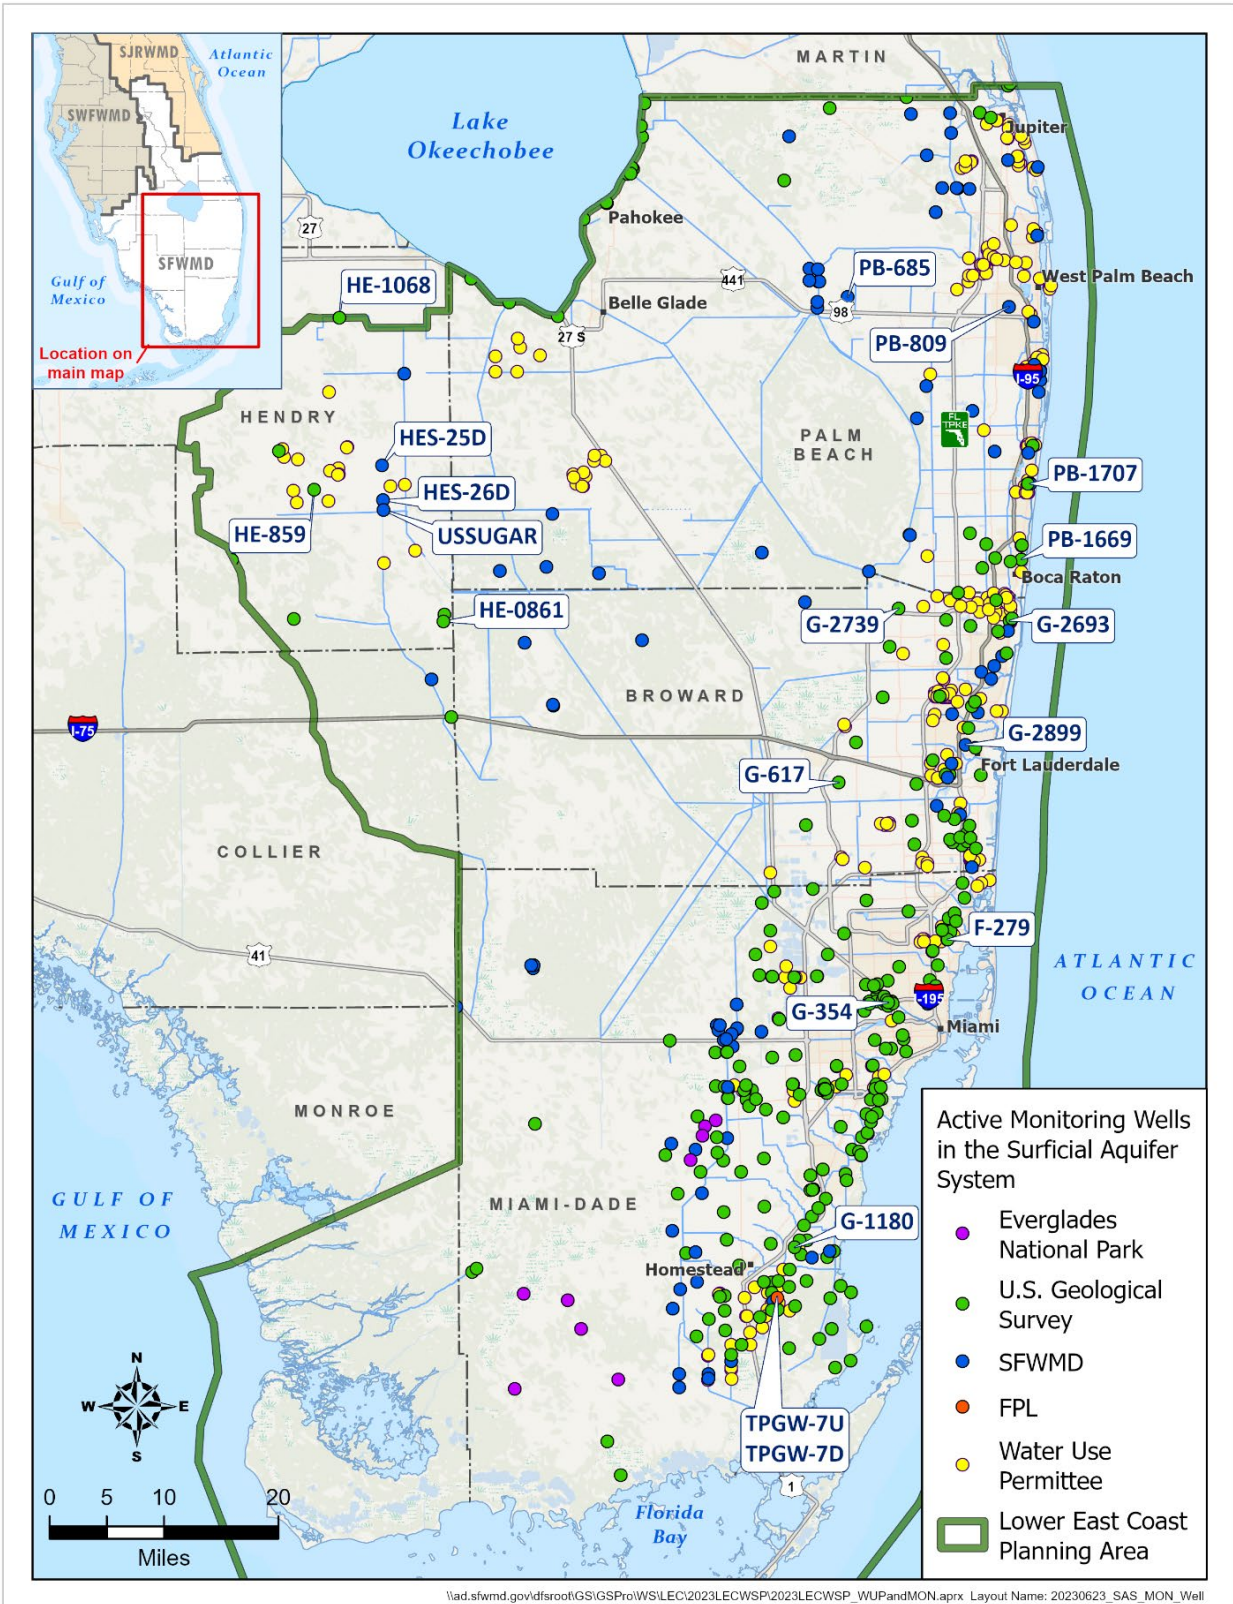 MARTIN
SJRWMD
Atlantic
Ocean
SWFWMD
SFWMD
Gulf of
Mexico
Location on
main map
Lake
Okeechobee
Jupiter
27
Pahokee
HE-1068
441
PB-685
West Palm Beach
Belle Glade
98
27 S
PB-809
I-95
HENDRY
FL
TPKE
HES-25D
PALM
BEACH
PB-1707
HES-26D
HE-859
USSUGAR
PB-1669
Boca Raton
HE-0861
G-2739
G-2693
BROWARD
I-75
G-2899
Fort Lauderdale
G-617
COLLIER
F-279
41
ATLANTIC
OCEAN
I-195
G-354
Miami
MONROE
GULF OF
MEXICO
MIAMI-DADE
G-1180
Homestead
N
W
E
S
TPGW-7U
TPGW-7D
1
Florida
Bay
0 5 10 20
Miles
Active Monitoring Wells
in the Surficial Aquifer
System
Everglades
National Park
U.S. Geological
Survey
SFWMD
FPL
Water Use
Permittee
Lower East Coast
Planning Area
\\ad.sfwmd.gov\dfsroot\GS\GSPro\WS\LEC\2023LECWSP\2023LECWSP_WUPandMON.aprx Layout Name: 20230623_SAS_MON_Well